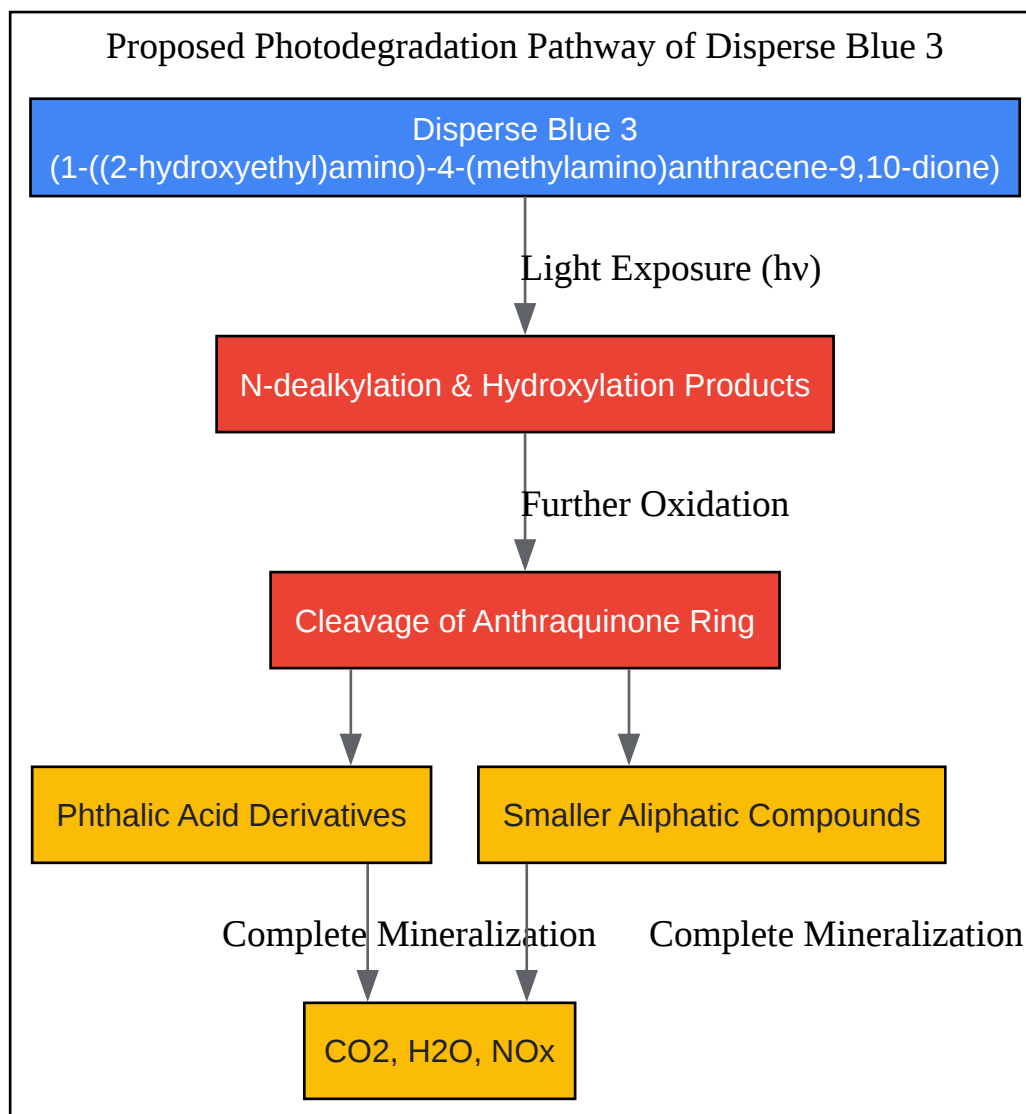 Proposed Photodegradation Pathway of Disperse Blue 3
Disperse Blue 3
(1-((2-hydroxyethyl)amino)-4-(methylamino)anthracene-9,10-dione)
Light Exposure (hν)
N-dealkylation & Hydroxylation Products
Further Oxidation
Cleavage of Anthraquinone Ring
Phthalic Acid Derivatives
Smaller Aliphatic Compounds
Complete Mineralization
Complete Mineralization
CO2, H2O, NOx